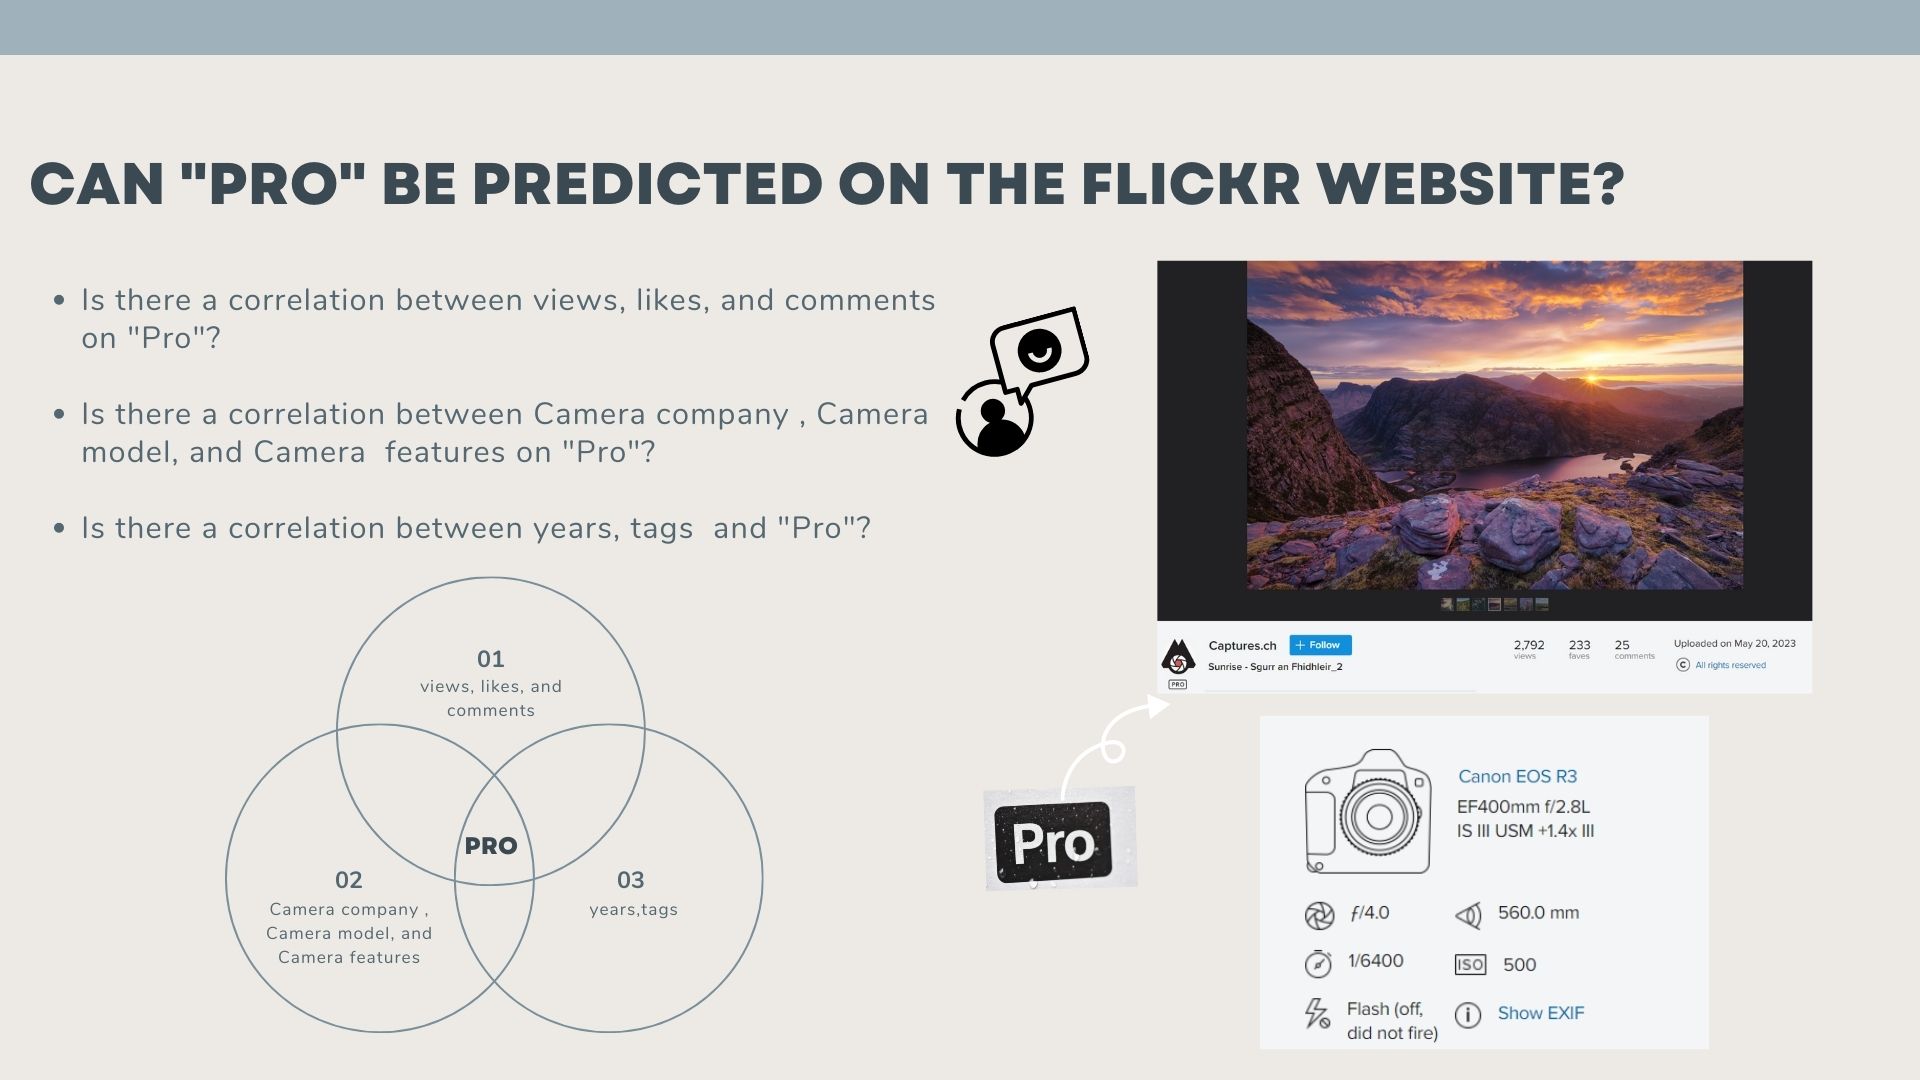 CAN "PRO" BE PREDICTED ON THE FLICKR WEBSITE?
Is there a correlation between views, likes, and comments
on "Pro"?
Is there a correlation between Camera company , Camera
model, and Camera  features on "Pro"?
Is there a correlation between years, tags  and "Pro"?
01
views, likes, and
comments
PRO
02
Camera company ,
Camera model, and
Camera features
03
years,tags
Captures.ch
+ Follow
Sunrise - Sgurr an Fhidhleir_2
PRO
2,792
views
233
faves
25
comments
Uploaded on May 20, 2023
© All rights reserved
Pro
Canon EOS R3
EF400mm f/2.8L
IS III USM +1.4x III
ƒ/4.0
560.0 mm
1/6400
ISO 500
Flash (off,
did not fire)
Show EXIF